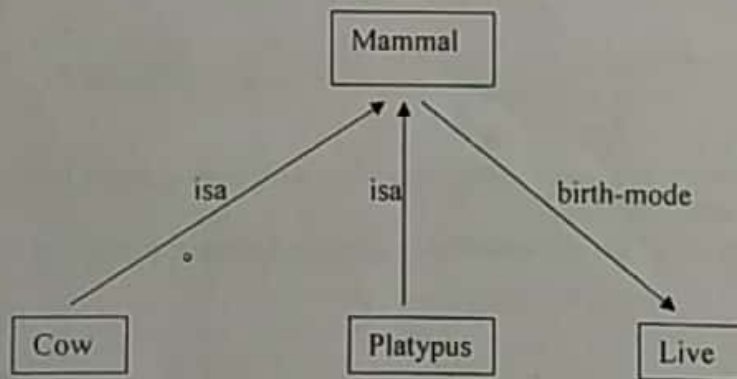 Mammal
isa
isa
birth-mode
Cow
Platypus
Live